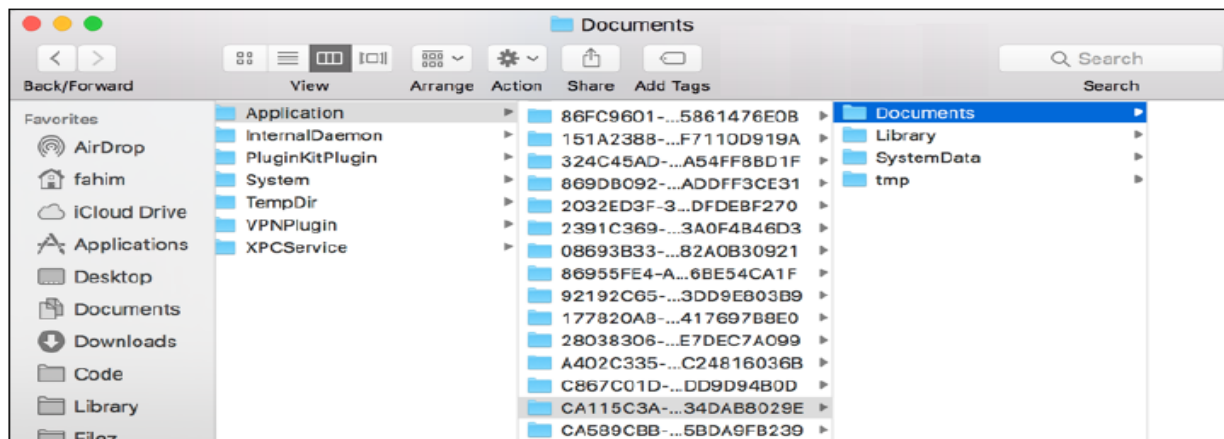 Documents
Back/Forward
View
Arrange
Action
Share
Add Tags
Search
Search
Favorites
AirDrop
fahim
iCloud Drive
Applications
Desktop
Documents
Downloads
Code
Library
Application
InternalDaemon
PluginKitPlugin
System
TempDir
VPNPlugin
XPCService
86FC9601-...5861476E0B
151A2388-...F7110D919A
324C45AD-...A54FF8BD1F
869DB092-...ADDFF3CE31
2032ED3F-3...DFDEBF270
2391C369-...3A0F4B46D3
08693B33-...82A0B30921
86955FE4-A...6BE54CA1F
92192C65-...3DD9E803B9
177820A8-...417697B8E0
28038306-...E7DEC7A099
A402C335-...C24816036B
C867C01D-...DD9D94B0D
CA115C3A-...34DAB8029E
CA589CBB-...5BDA9FB239
Documents
Library
SystemData
tmp